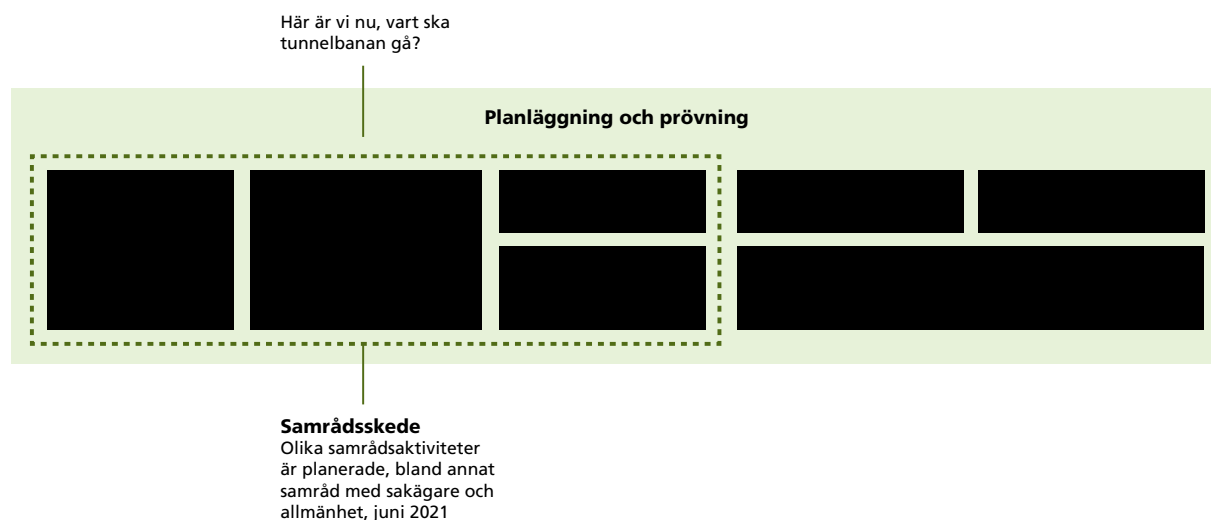 Här är vi nu, vart ska
tunnelbanan gå?
Planläggning och prövning
Samrådsskede
Olika samrådsaktiviteter
är planerade, bland annat
samråd med sakägare och
allmänhet, juni 2021